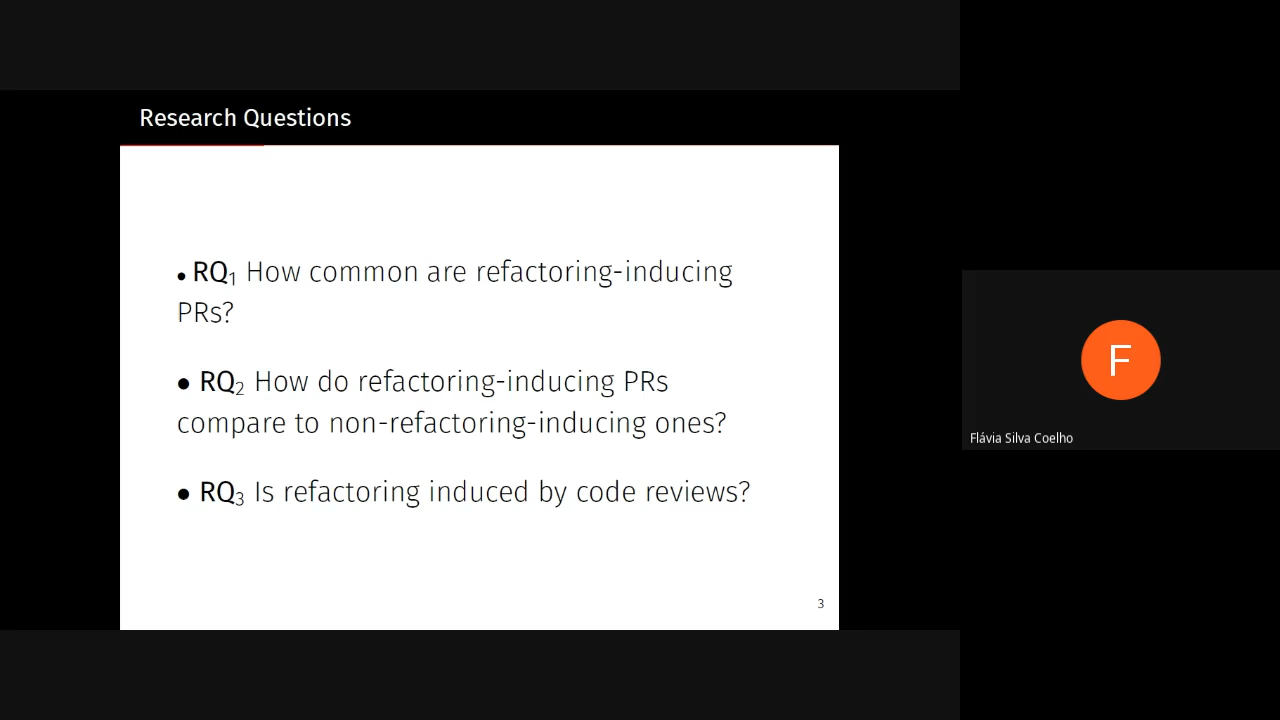 Research Questions
• RQ₁ How common are refactoring-inducing
PRs?
• RQ₂ How do refactoring-inducing PRs
compare to non-refactoring-inducing ones?
• RQ₃ Is refactoring induced by code reviews?
3
F
Flávia Silva Coelho